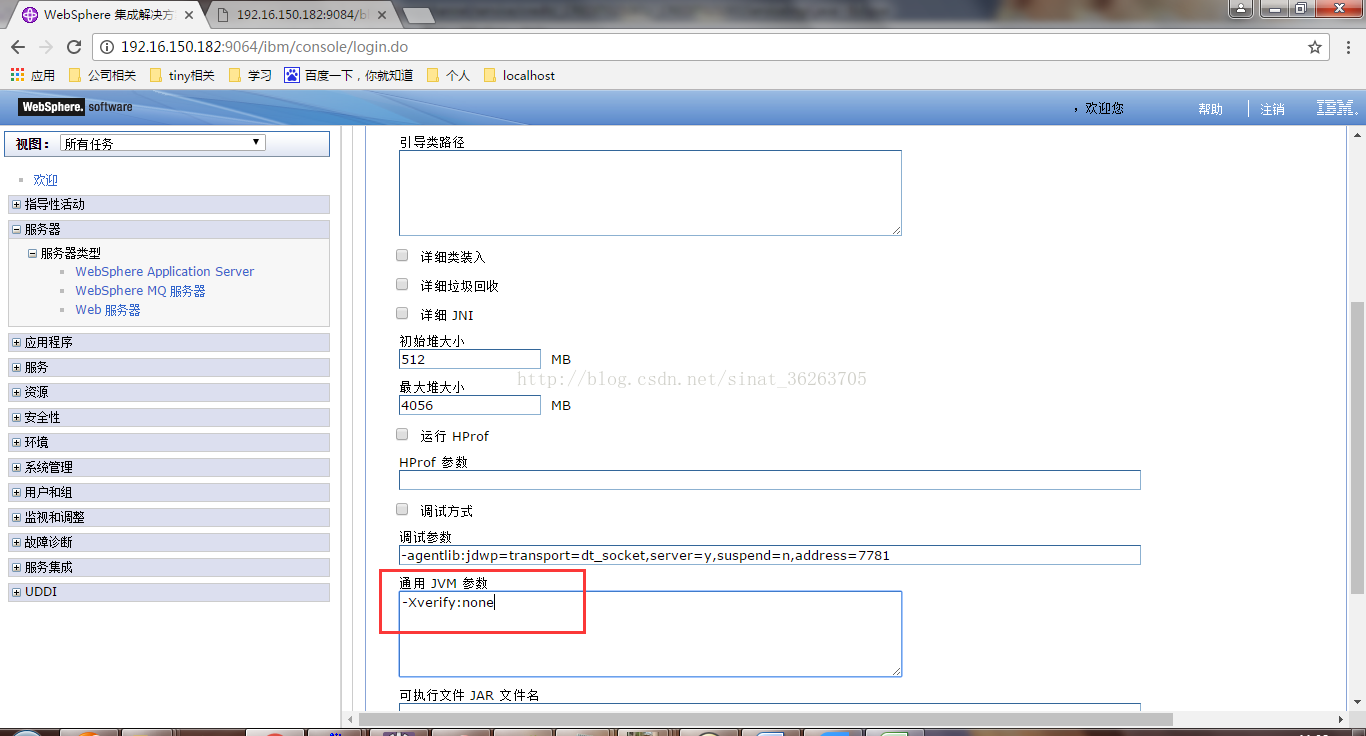 WebSphere 集成解决方
192.16.150.182:9084/bl
192.16.150.182:9064/ibm/console/login.do
应用 公司相关 tiny相关 学习 百度一下，你就知道 个人 localhost
WebSphere. software ，欢迎您 帮助 注销 IBM.
视图： 所有任务
欢迎
指导性活动
服务器
服务器类型
WebSphere Application Server
WebSphere MQ 服务器
Web 服务器
应用程序
服务
资源
安全性
环境
系统管理
用户和组
监视和调整
故障诊断
服务集成
UDDI
引导类路径
详细类装入
详细垃圾回收
详细 JNI
初始堆大小
512 MB
http://blog.csdn.net/sinat_36263705
最大堆大小
4056 MB
运行 HProf
HProf 参数
调试方式
调试参数
-agentlib:jdwp=transport=dt_socket,server=y,suspend=n,address=7781
通用 JVM 参数
-Xverify:none
可执行文件 JAR 文件名